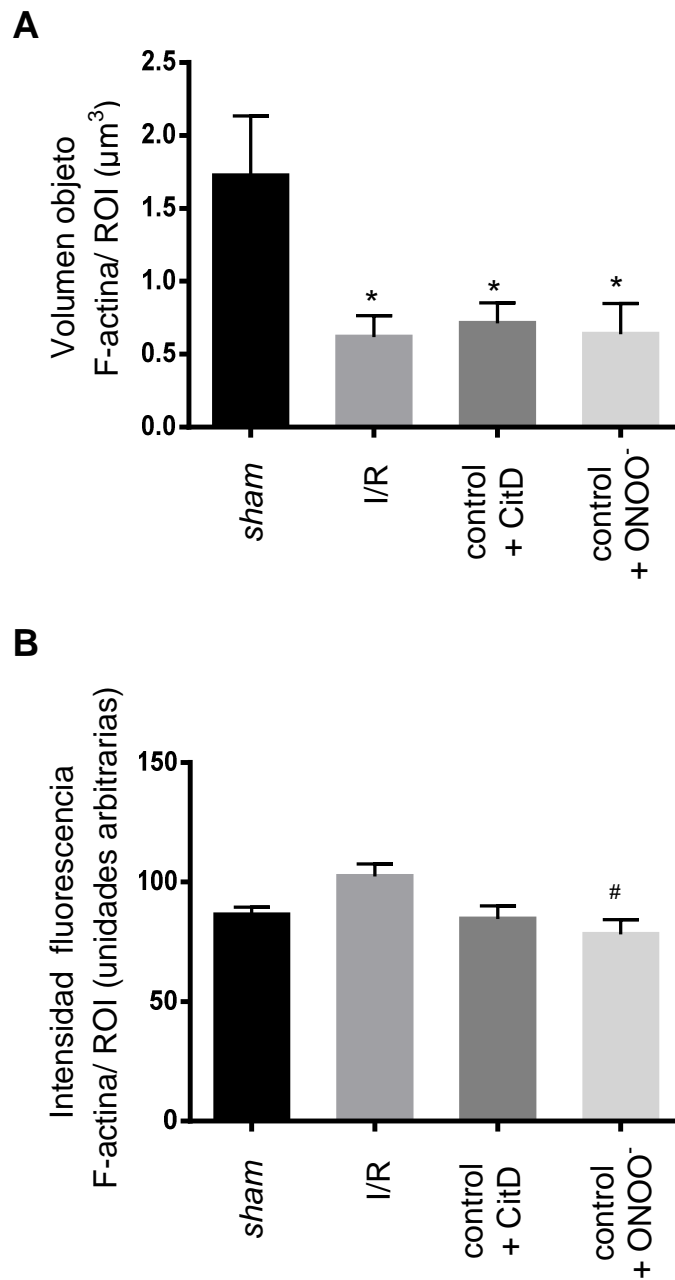 A
Volumen objeto
F-actina/ ROI (µm³)
2.5
2.0
1.5
1.0
0.5
0.0
*
*
*
sham
I/R
control
+ CitD
control
+ ONOO⁻
B
Intensidad fluorescencia
F-actina/ ROI (unidades arbitrarias)
150
100
50
0
#
sham
I/R
control
+ CitD
control
+ ONOO⁻